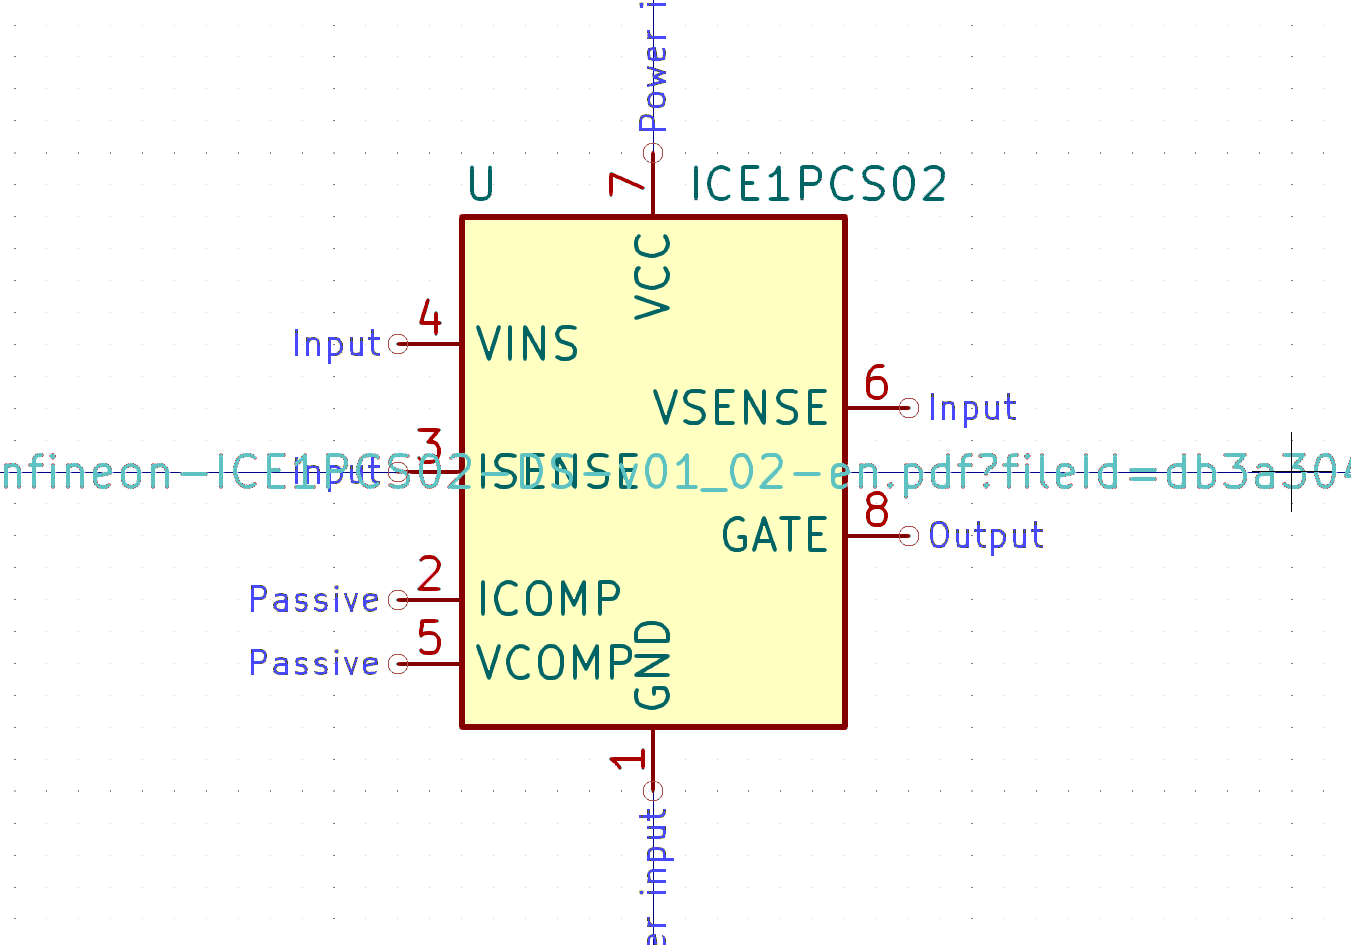 Power i
U
7
ICE1PCS02
VCC
4
Input
VINS
6
VSENSE
Input
3
Input
ISENSE
nfineon-ICE1PCS02-DS-v01_02-en.pdf?fileId=db3a304
8
GATE
Output
2
Passive
ICOMP
5
Passive
VCOMP
GND
1
er input